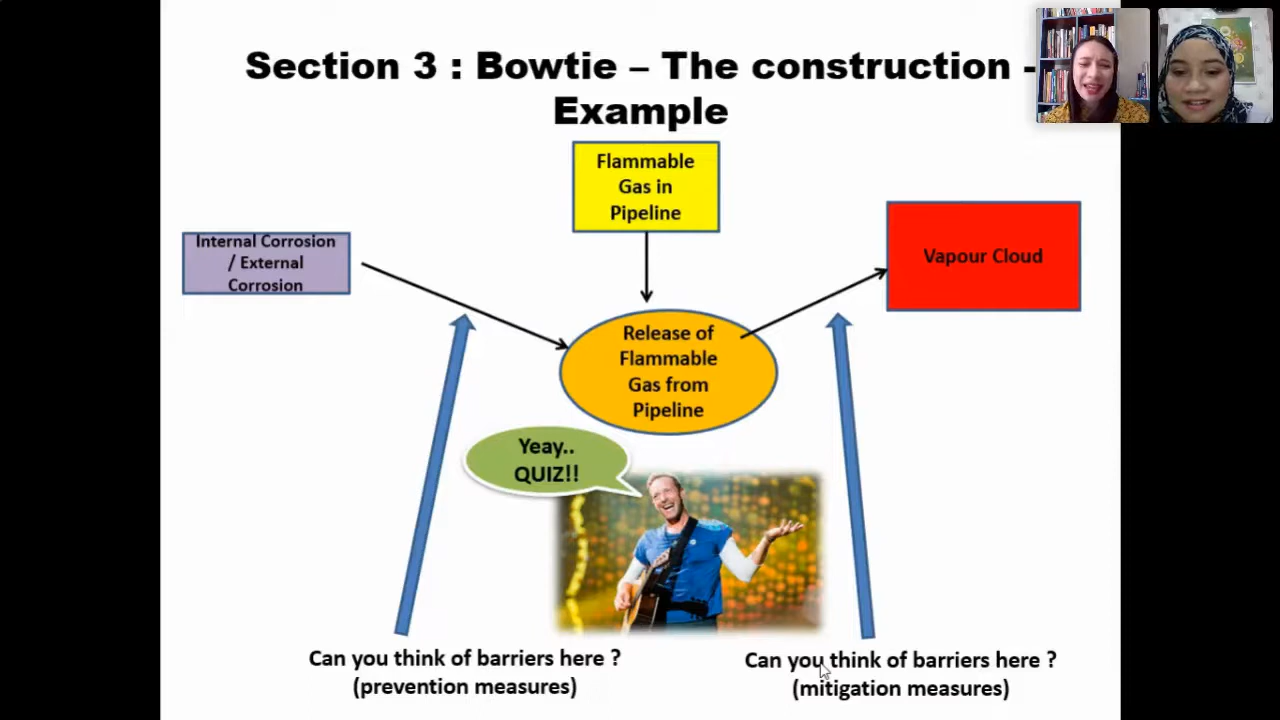 Section 3 : Bowtie – The construction -
Example
Flammable
Gas in
Pipeline
Internal Corrosion
/ External
Corrosion
Vapour Cloud
Release of
Flammable
Gas from
Pipeline
Yeay..
QUIZ!!
Can you think of barriers here ?
(prevention measures)
Can you think of barriers here ?
(mitigation measures)